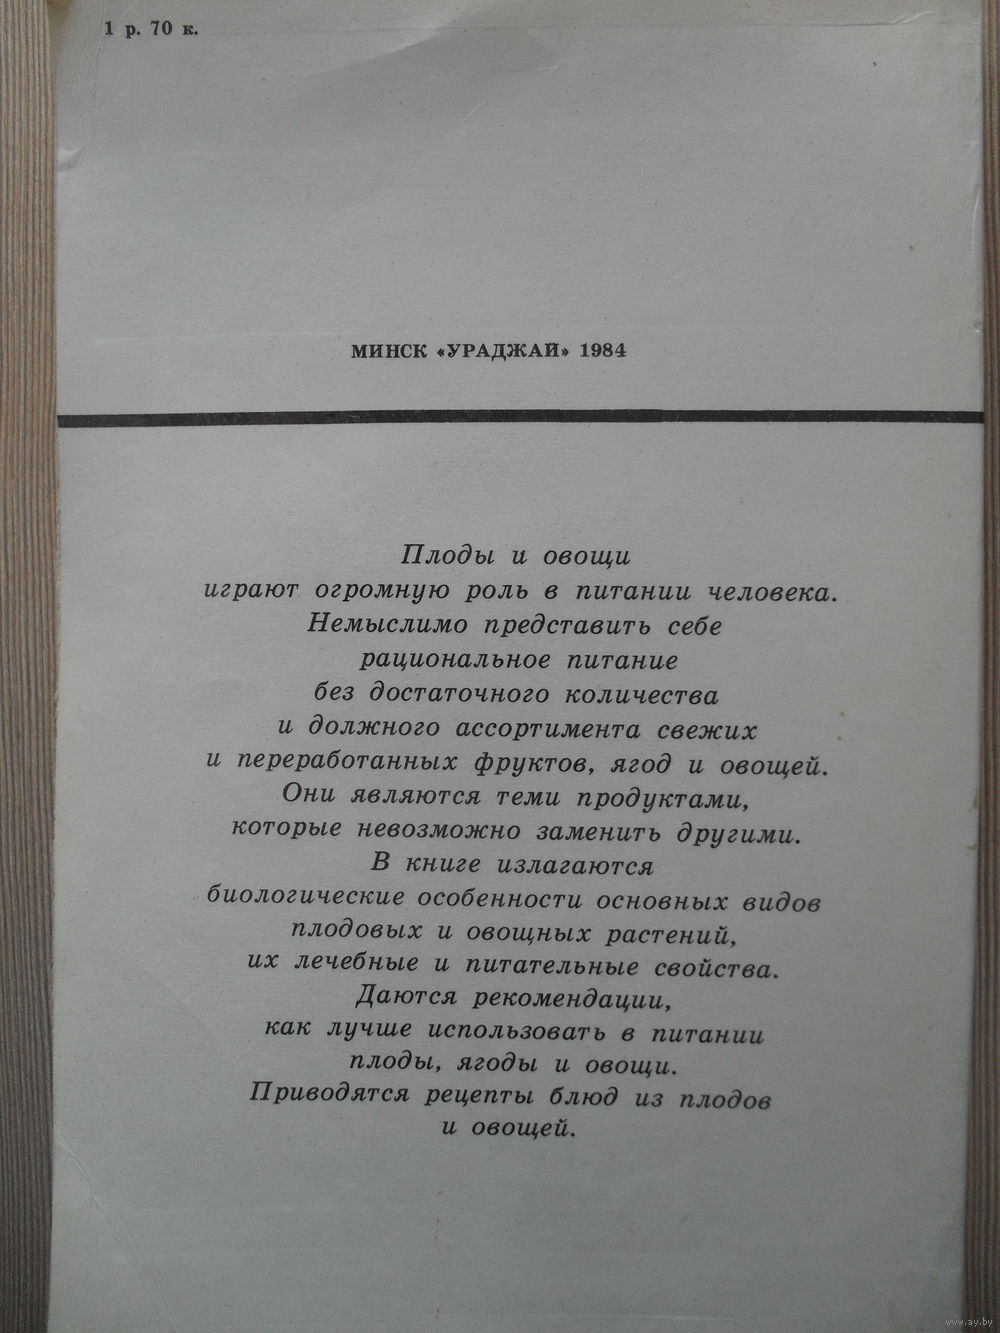 1 р. 70 к.
МИНСК «УРАДЖАЙ» 1984
Плоды и овощи
играют огромную роль в питании человека.
Немыслимо представить себе
рациональное питание
без достаточного количества
и должного ассортимента свежих
и переработанных фруктов, ягод и овощей.
Они являются теми продуктами,
которые невозможно заменить другими.
В книге излагаются
биологические особенности основных видов
плодовых и овощных растений,
их лечебные и питательные свойства.
Даются рекомендации,
как лучше использовать в питании
плоды, ягоды и овощи.
Приводятся рецепты блюд из плодов
и овощей.
www.ay.by